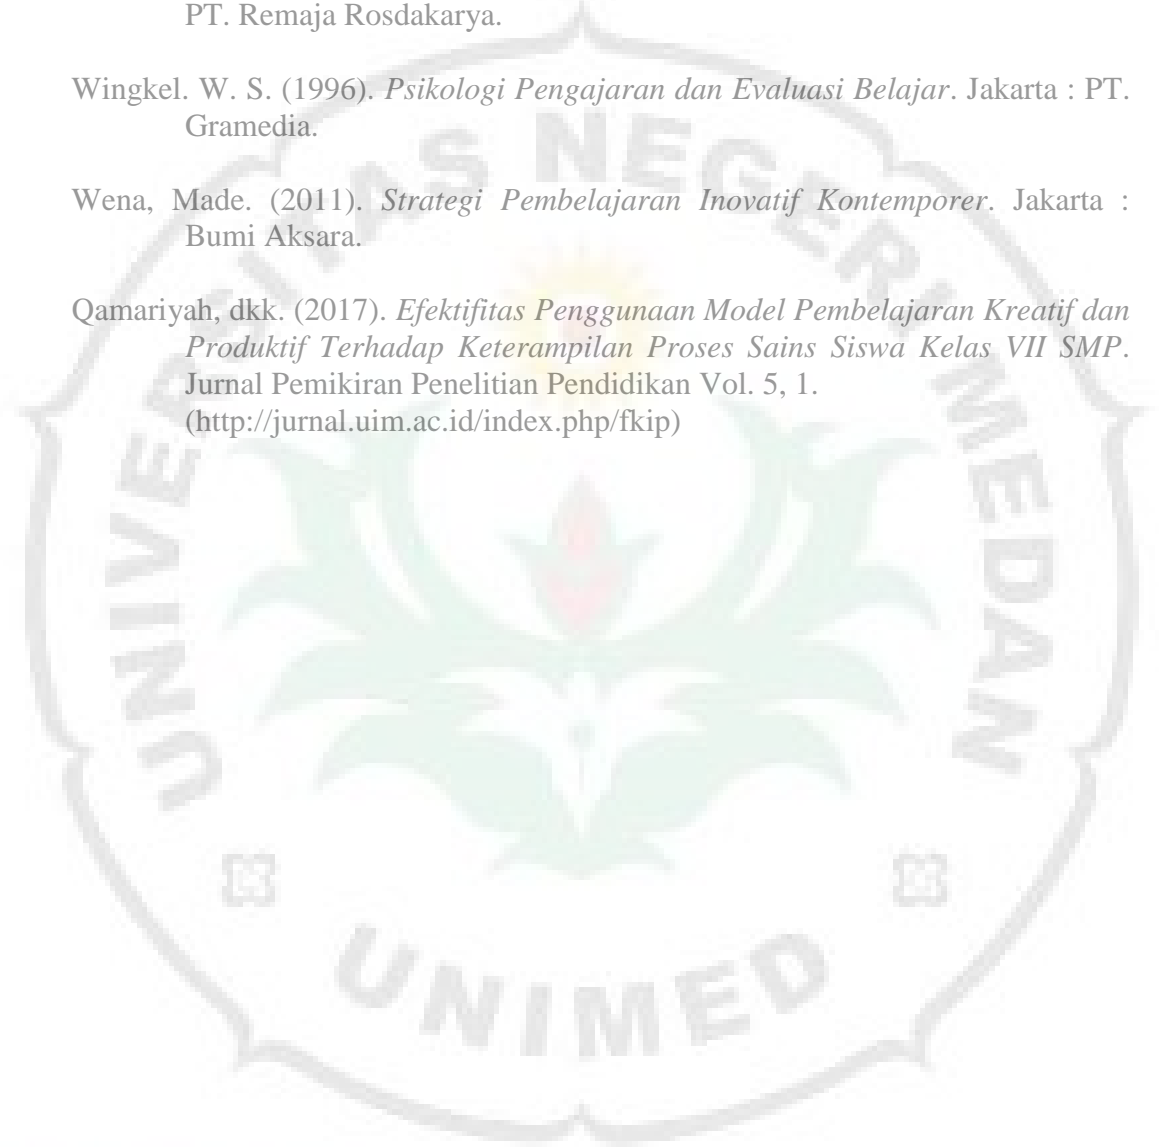 PT. Remaja Rosdakarya.
Wingkel. W. S. (1996). Psikologi Pengajaran dan Evaluasi Belajar. Jakarta : PT.
Gramedia.
Wena, Made. (2011). Strategi Pembelajaran Inovatif Kontemporer. Jakarta :
Bumi Aksara.
Qamariyah, dkk. (2017). Efektifitas Penggunaan Model Pembelajaran Kreatif dan
Produktif Terhadap Keterampilan Proses Sains Siswa Kelas VII SMP.
Jurnal Pemikiran Penelitian Pendidikan Vol. 5, 1.
(http://jurnal.uim.ac.id/index.php/fkip)
UNIVERSITAS NEGERI MEDAN
UNIMED